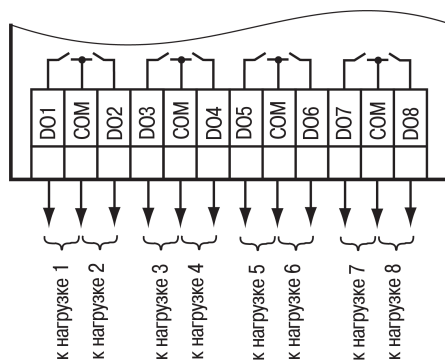 DO1
COM
DO2
DO3
COM
DO4
DO5
COM
DO6
DO7
COM
DO8
к нагрузке 1
к нагрузке 2
к нагрузке 3
к нагрузке 4
к нагрузке 5
к нагрузке 6
к нагрузке 7
к нагрузке 8